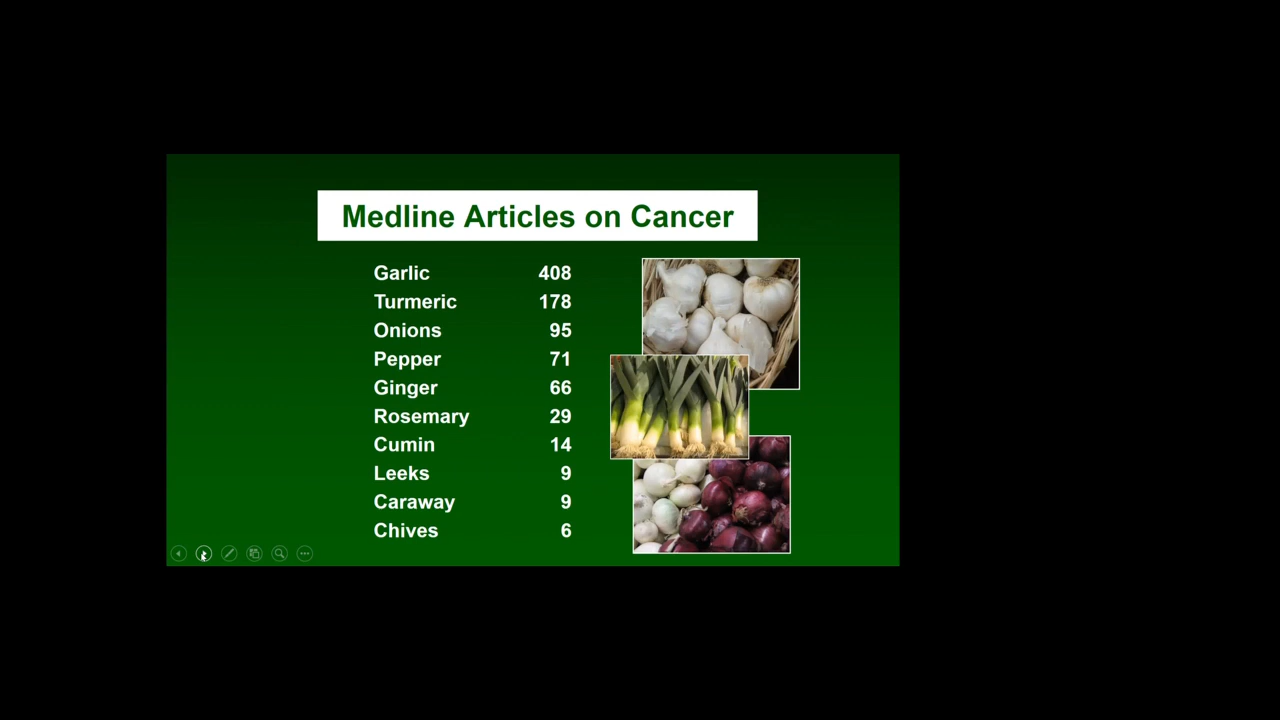 Medline Articles on Cancer
Garlic 408
Turmeric 178
Onions 95
Pepper 71
Ginger 66
Rosemary 29
Cumin 14
Leeks 9
Caraway 9
Chives 6